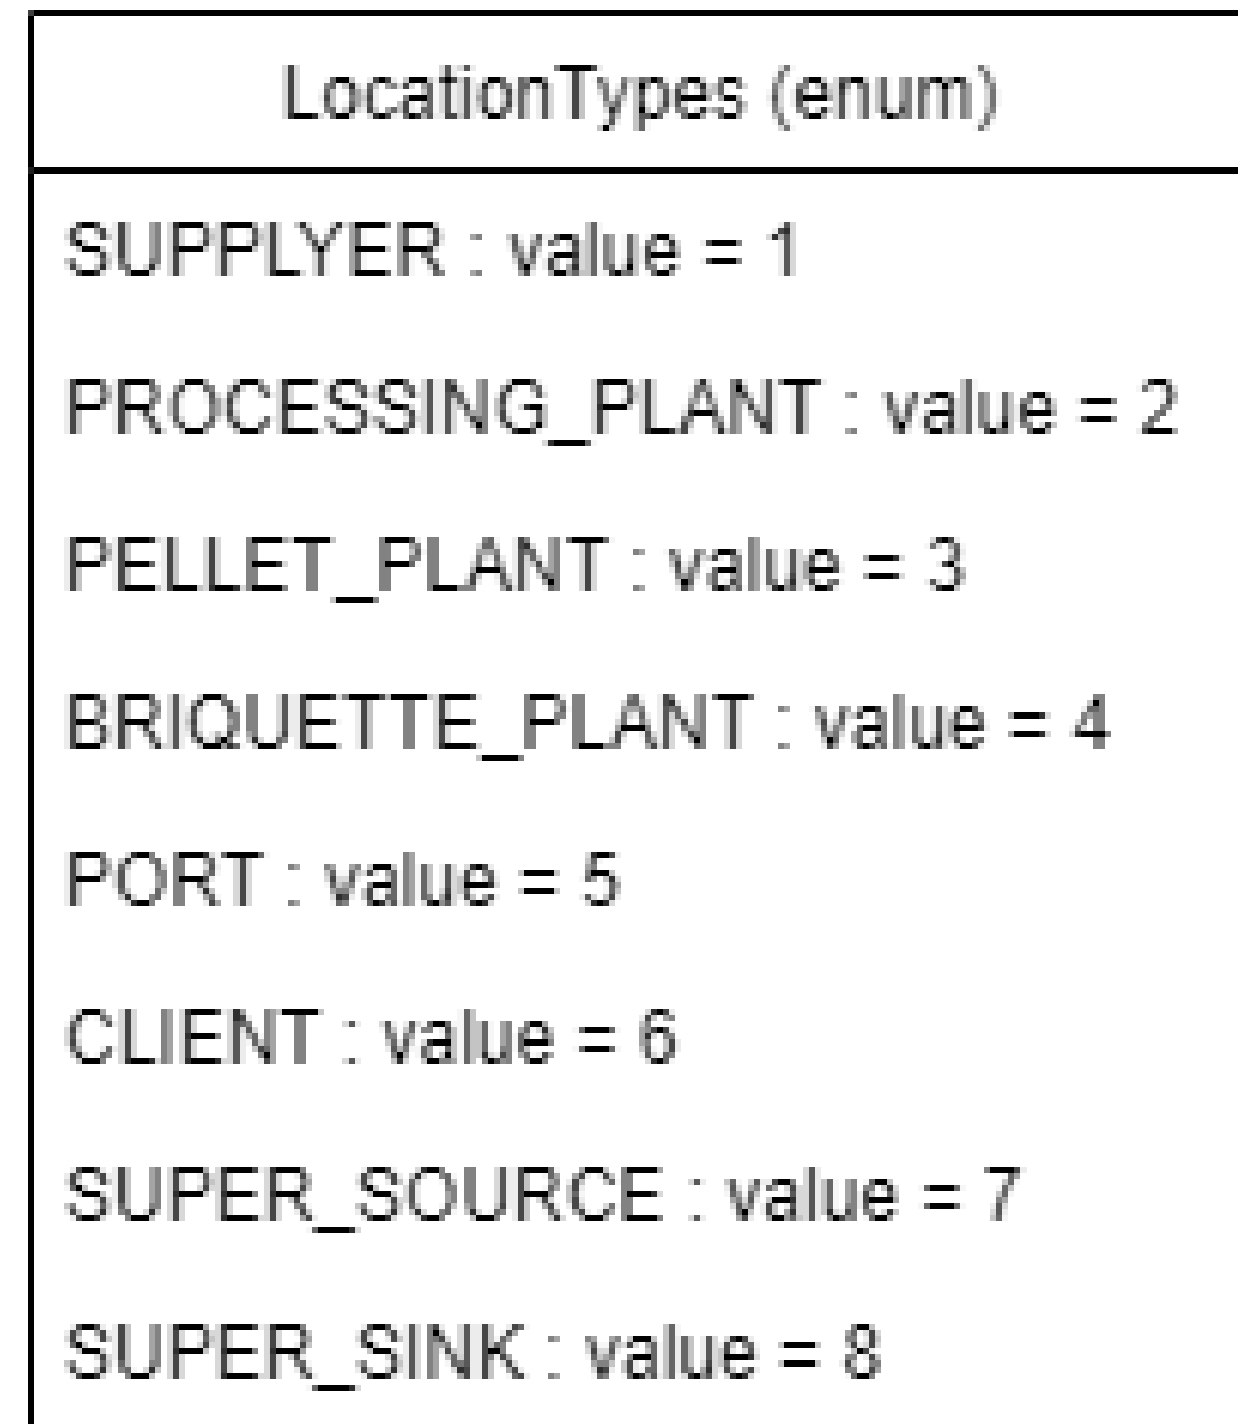 LocationTypes (enum)
SUPPLYER : value = 1
PROCESSING_PLANT : value = 2
PELLET_PLANT : value = 3
BRIQUETTE_PLANT : value = 4
PORT : value = 5
CLIENT : value = 6
SUPER_SOURCE : value = 7
SUPER_SINK : value = 8